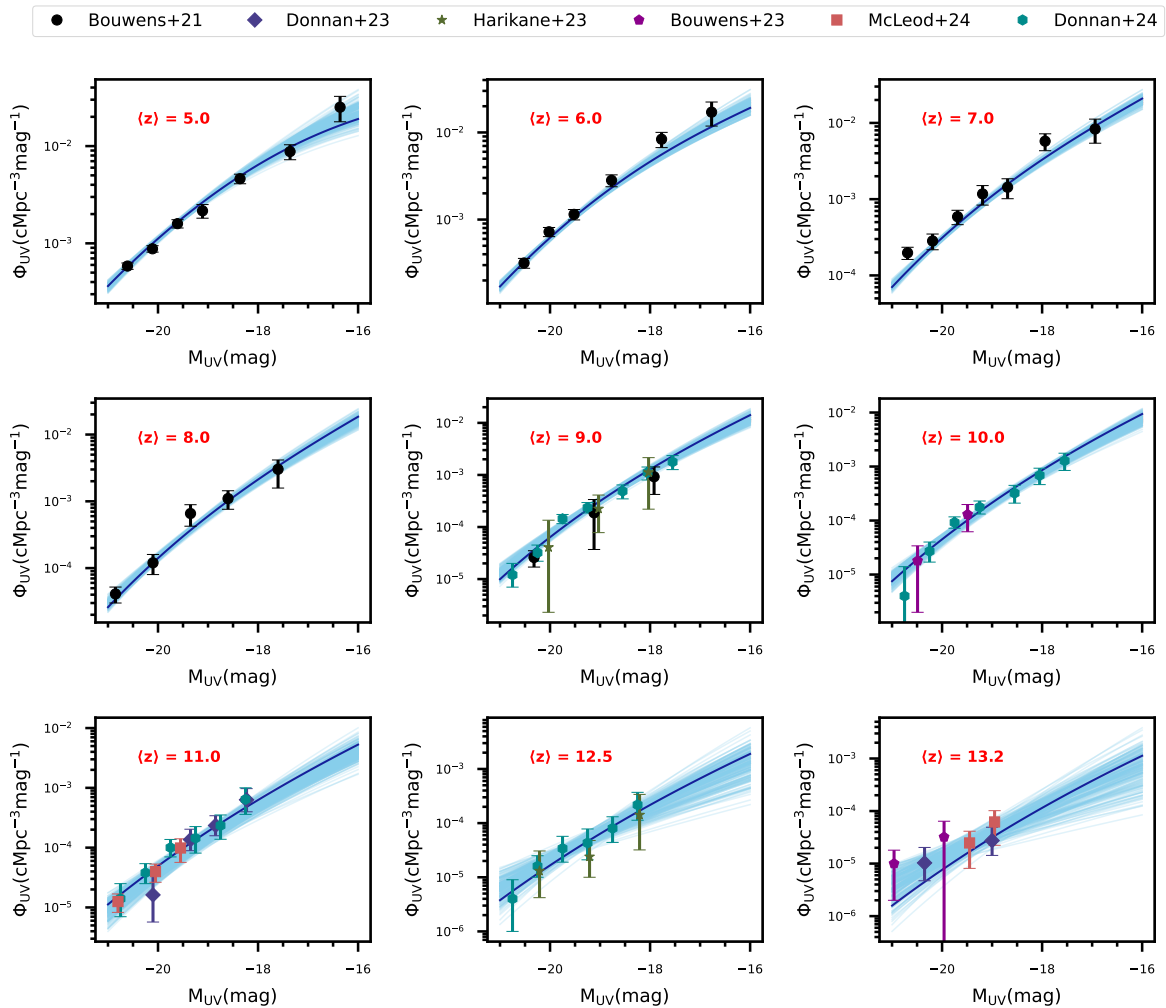 Bouwens+21 Donnan+23 Harikane+23 Bouwens+23 McLeod+24 Donnan+24
⟨z⟩ = 5.0
10⁻²
10⁻³
Φ_UV(cMpc⁻³mag⁻¹)
−20 −18 −16
M_UV(mag)
⟨z⟩ = 6.0
10⁻²
10⁻³
Φ_UV(cMpc⁻³mag⁻¹)
−20 −18 −16
M_UV(mag)
⟨z⟩ = 7.0
10⁻²
10⁻³
10⁻⁴
Φ_UV(cMpc⁻³mag⁻¹)
−20 −18 −16
M_UV(mag)
⟨z⟩ = 8.0
10⁻²
10⁻³
10⁻⁴
Φ_UV(cMpc⁻³mag⁻¹)
−20 −18 −16
M_UV(mag)
⟨z⟩ = 9.0
10⁻²
10⁻³
10⁻⁴
10⁻⁵
Φ_UV(cMpc⁻³mag⁻¹)
−20 −18 −16
M_UV(mag)
⟨z⟩ = 10.0
10⁻²
10⁻³
10⁻⁴
10⁻⁵
Φ_UV(cMpc⁻³mag⁻¹)
−20 −18 −16
M_UV(mag)
⟨z⟩ = 11.0
10⁻²
10⁻³
10⁻⁴
10⁻⁵
Φ_UV(cMpc⁻³mag⁻¹)
−20 −18 −16
M_UV(mag)
⟨z⟩ = 12.5
10⁻³
10⁻⁴
10⁻⁵
10⁻⁶
Φ_UV(cMpc⁻³mag⁻¹)
−20 −18 −16
M_UV(mag)
⟨z⟩ = 13.2
10⁻³
10⁻⁴
10⁻⁵
10⁻⁶
Φ_UV(cMpc⁻³mag⁻¹)
−20 −18 −16
M_UV(mag)